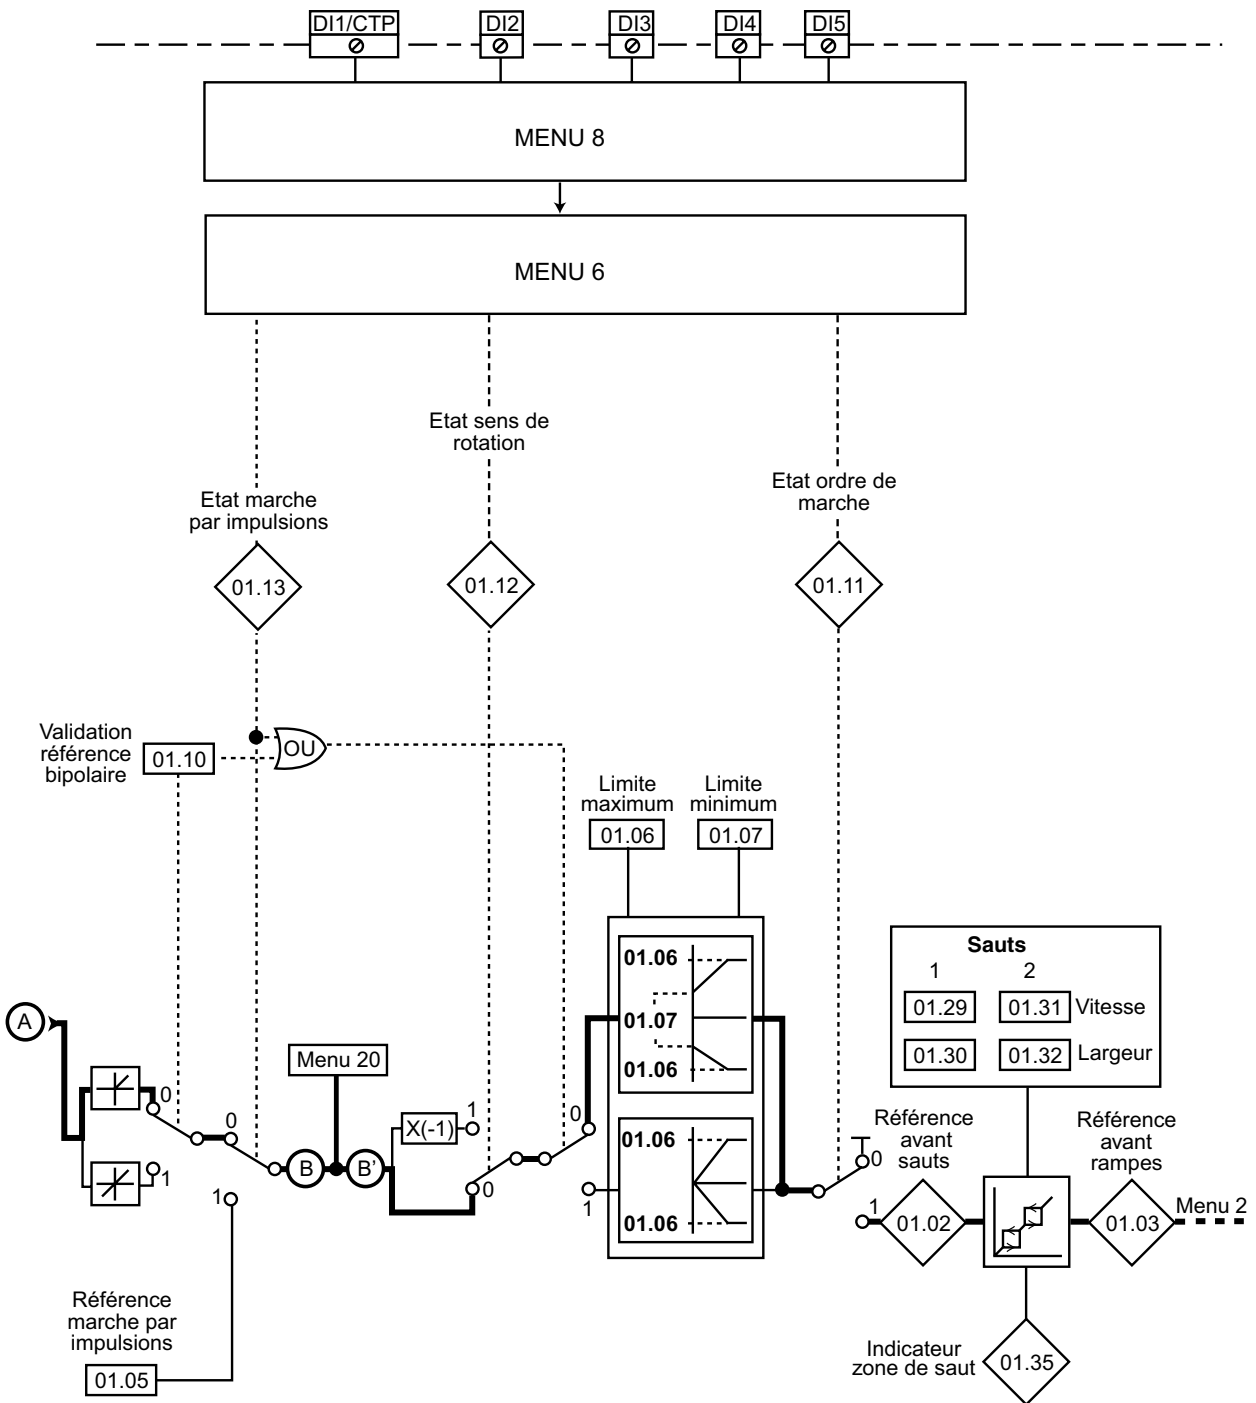 DI1/CTP DI2 DI3 DI4 DI5
MENU 8
MENU 6
Etat sens de
rotation
Etat ordre de
marche
Etat marche
par impulsions
01.13
01.12
01.11
Validation
référence
bipolaire
01.10
OU
Limite
maximum
01.06
Limite
minimum
01.07
01.06
01.07
01.06
01.06
01.06
Sauts
1 2
01.29 01.31 Vitesse
01.30 01.32 Largeur
A
0
1
0
1
Menu 20
B
B'
X(-1)
1
0
0
1
0
1
Référence
avant
sauts
01.02
Référence
avant
rampes
01.03
Menu 2
Référence
marche par
impulsions
01.05
Indicateur
zone de saut
01.35